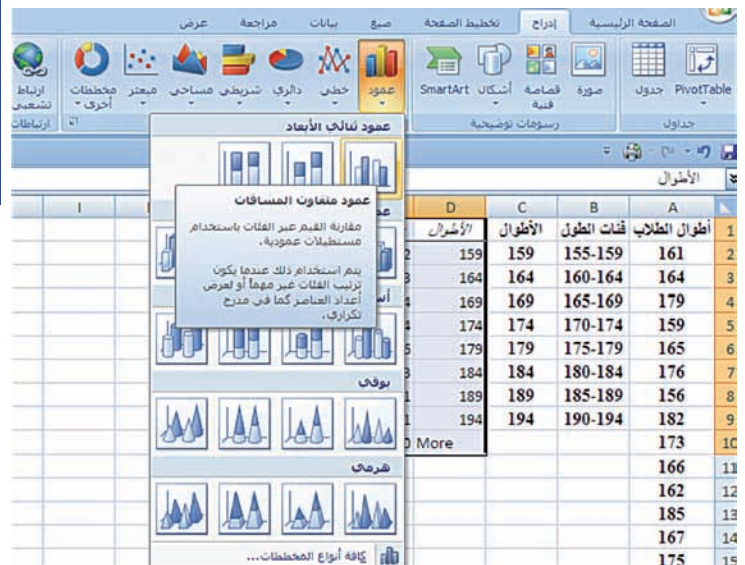 الصفحة الرئيسية إدراج تخطيط الصفحة صيغ بيانات مراجعة عرض
PivotTable جدول صورة قصاصة فنية أشكال SmartArt عمود خطي دائري شريطي مساحي مبعثر مخططات أخرى ارتباط تشعبي
جداول رسومات توضيحية ارتباطات
الأطوال
عمود ثنائي الأبعاد
عمود متفاوت المسافات
مقارنة القيم عبر الفئات باستخدام
مستطيلات عمودية.
يتم استخدام ذلك عندما يكون
ترتيب الفئات غير مهماً أو لعرض
أعداد العناصر كما في مدرج
تكراري.
بوقي
هرمي
كافة أنواع المخططات...
A B C D I
1 أطوال الطلاب فئات الطول الأطوال الأطوال
2 161 155-159 159 159
3 164 160-164 164 164
4 179 165-169 169 169
5 159 170-174 174 174
6 165 175-179 179 179
7 176 180-184 184 184
8 156 185-189 189 189
9 182 190-194 194 194
10 173 More
11 166
12 162
13 185
14 167
15 175